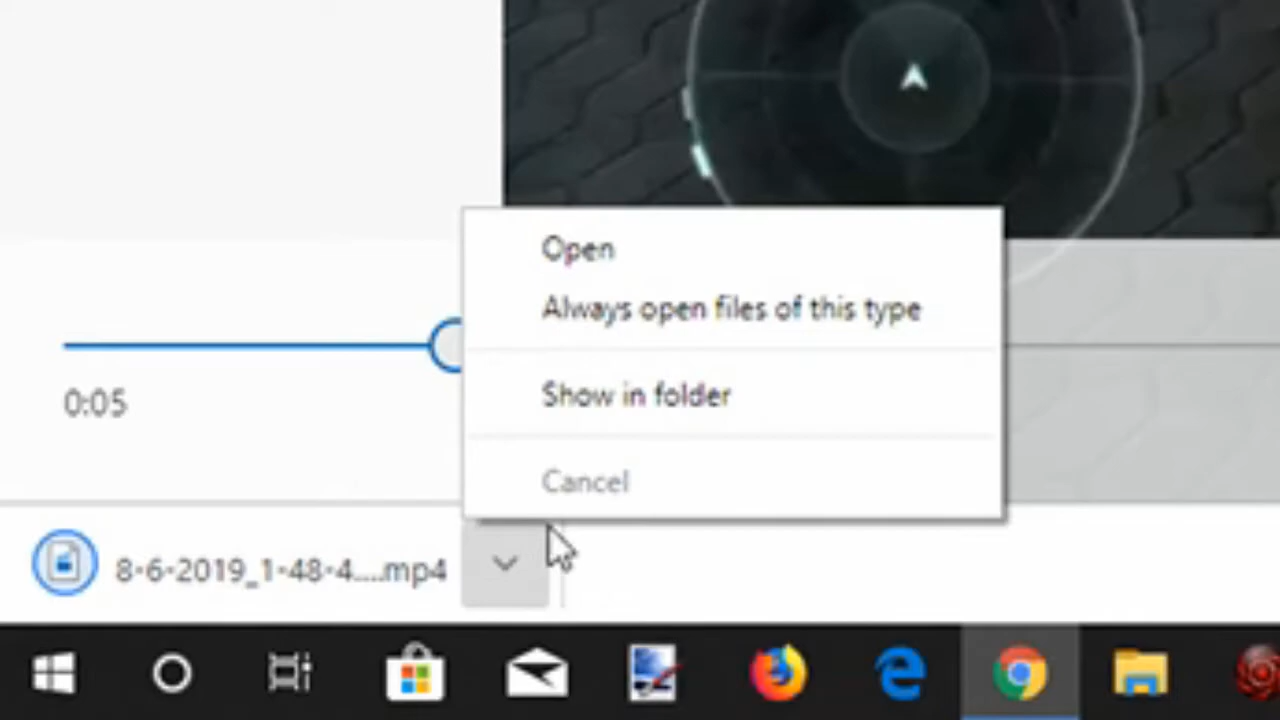 Open
Always open files of this type
Show in folder
0:05
Cancel
8-6-2019_1-48-4....mp4